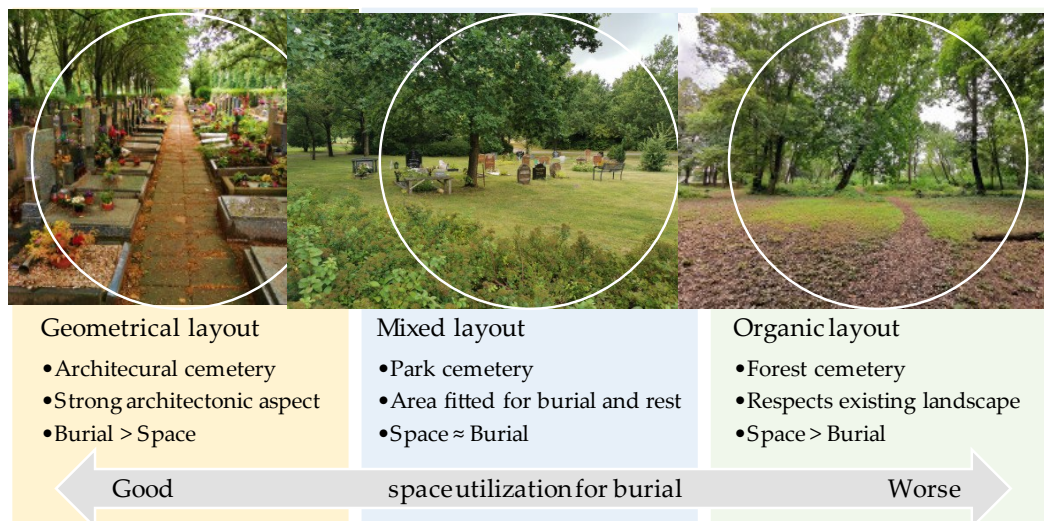 Geometrical layout
•Architecural cemetery
•Strong architectonic aspect
•Burial > Space
Mixed layout
•Park cemetery
•Area fitted for burial and rest
•Space ≈ Burial
Organic layout
•Forest cemetery
•Respects existing landscape
•Space > Burial
Good space utilization for burial Worse